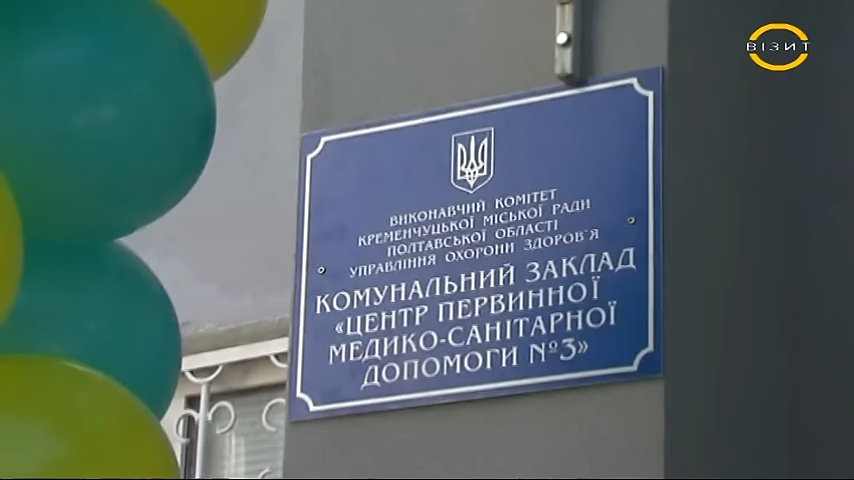 ВІЗИТ
ВИКОНАВЧИЙ КОМІТЕТ
КРЕМЕНЧУЦЬКОЇ МІСЬКОЇ РАДИ
ПОЛТАВСЬКОЇ ОБЛАСТІ
УПРАВЛІННЯ ОХОРОНИ ЗДОРОВ'Я
КОМУНАЛЬНИЙ ЗАКЛАД
«ЦЕНТР ПЕРВИННОЇ
МЕДИКО-САНІТАРНОЇ
ДОПОМОГИ №3»